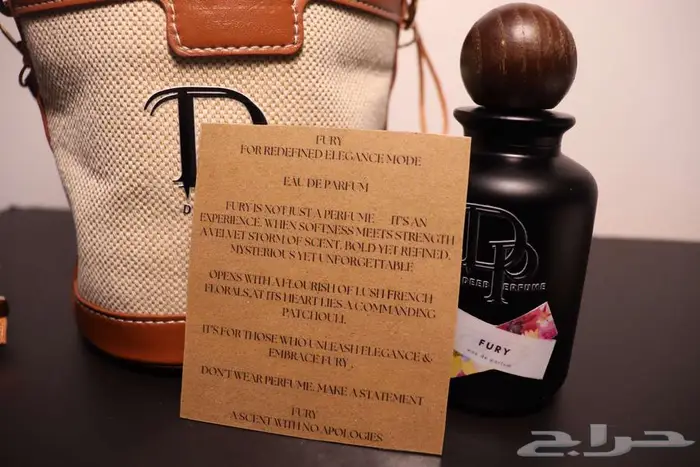 FURY
FOR REDEFINED ELEGANCE MODE
EAU DE PARFUM
FURY IS NOT JUST A PERFUME IT'S AN
EXPERIENCE. WHEN SOFTNESS MEETS STRENGTH
A VELVET STORM OF SCENT, BOLD YET REFINED,
MYSTERIOUS YET UNFORGETTABLE
OPENS WITH A FLOURISH OF LUSH FRENCH
FLORALS, AT ITS HEART LIES A COMMANDING
PATCHOULI.
IT'S FOR THOSE WHO UNLEASH ELEGANCE &
EMBRACE FURY .
DON'T WEAR PERFUME. MAKE A STATEMENT
FURY
A SCENT WITH NO APOLOGIES
DP
DEEB PERFUME
FURY
eau de parfum
حراج